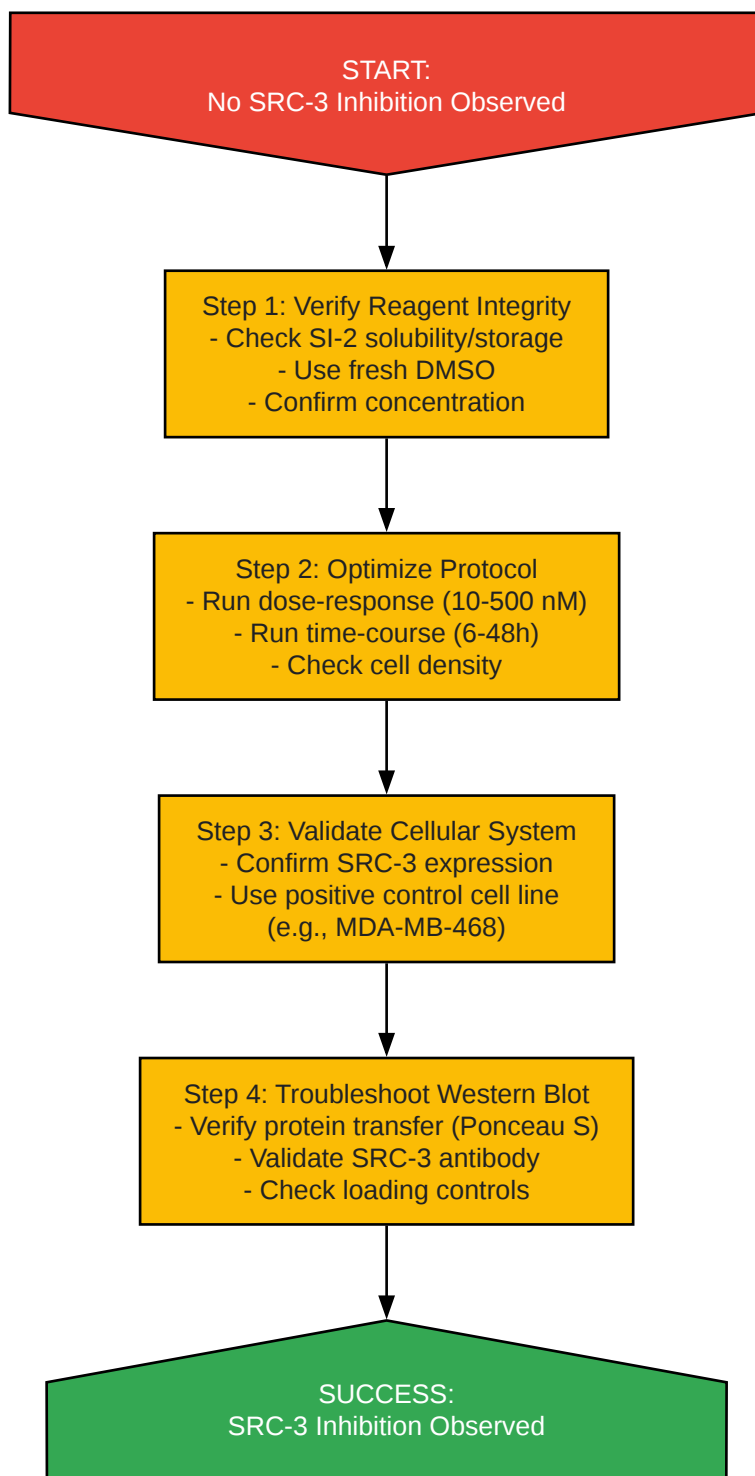 START:
No SRC-3 Inhibition Observed
Step 1: Verify Reagent Integrity
- Check SI-2 solubility/storage
- Use fresh DMSO
- Confirm concentration
Step 2: Optimize Protocol
- Run dose-response (10-500 nM)
- Run time-course (6-48h)
- Check cell density
Step 3: Validate Cellular System
- Confirm SRC-3 expression
- Use positive control cell line
(e.g., MDA-MB-468)
Step 4: Troubleshoot Western Blot
- Verify protein transfer (Ponceau S)
- Validate SRC-3 antibody
- Check loading controls
SUCCESS:
SRC-3 Inhibition Observed